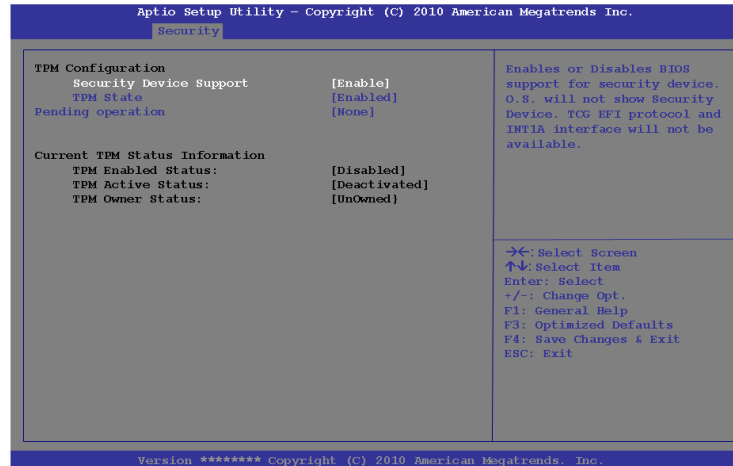 Aptio Setup Utility – Copyright (C) 2010 American Megatrends Inc.
Security
TPM Configuration
Security Device Support [Enable]
TPM State [Enabled]
Pending operation [None]
Current TPM Status Information
TPM Enabled Status: [Disabled]
TPM Active Status: [Deactivated]
TPM Owner Status: [UnOwned}
Enables or Disables BIOS
support for security device.
O.S. will not show Security
Device. TCG EFI protocol and
INT1A interface will not be
available.
→←:Select Screen
↑↓:Select Item
Enter: Select
+/-: Change Opt.
F1: General Help
F3: Optimized Defaults
F4: Save Changes & Exit
ESC: Exit
Version ******** Copyright (C) 2010 American Megatrends. Inc.